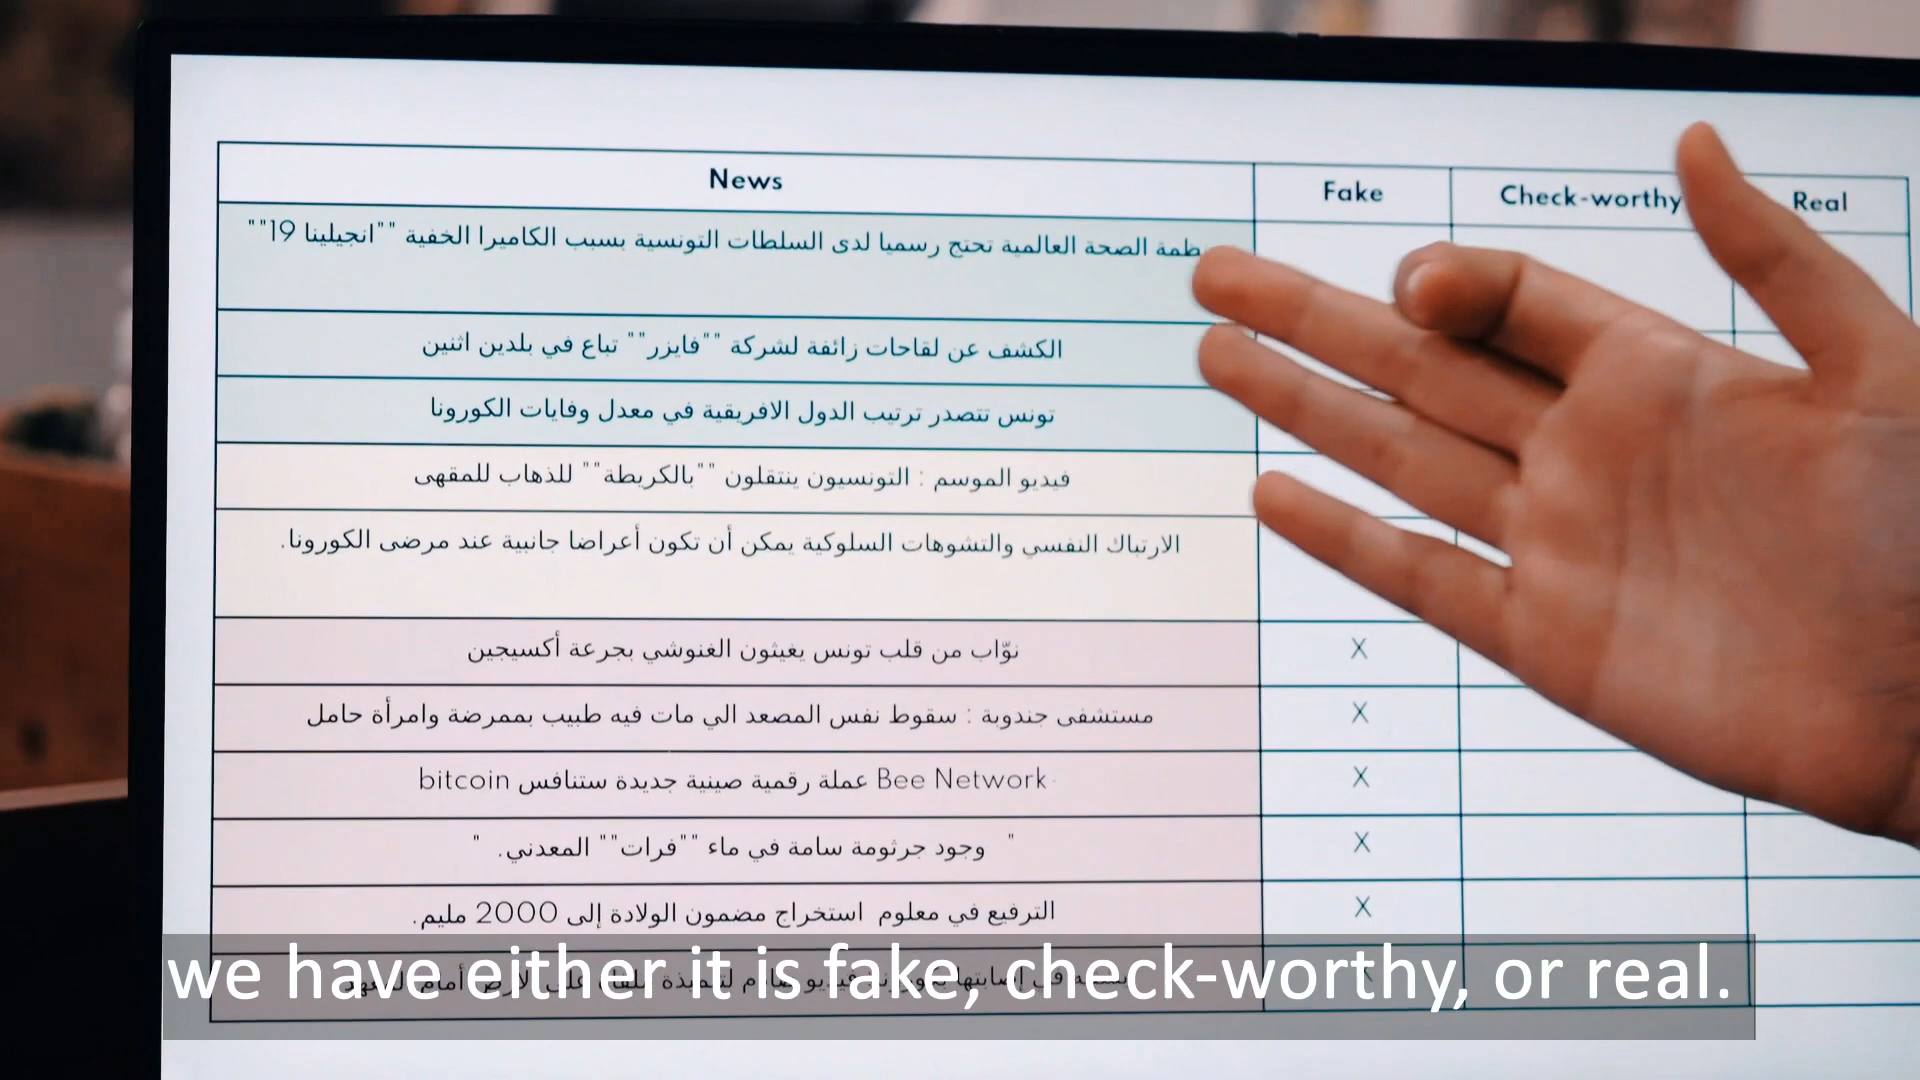 News
Fake
Check-worthy
Real
الصحة العالمية تحتج رسميا لدى السلطات التونسية بسبب الكاميرا الخفية ""انجيلينا 19""
الكشف عن لقاحات زائفة لشركة ""فايزر"" تباع في بلدين اثنين
تونس تتصدر ترتيب الدول الافريقية في معدل وفايات الكورونا
فيديو الموسم : التونسيون ينتقلون ""بالكريطة"" للذهاب للمقهى
الارتباك النفسي والتشوهات السلوكية يمكن أن تكون أعراضا جانبية عند مرضى الكورونا.
نوّاب من قلب تونس يغيثون الغنوشي بجرعة أكسيجين
X
مستشفى جندوبة : سقوط نفس المصعد الي مات فيه طبيب بممرضة وامرأة حامل
X
Bee Network عملة رقمية صينية جديدة ستنافس bitcoin
X
" وجود جرثومة سامة في ماء ""فرات"" المعدني. "
X
الترفيع في معلوم استخراج مضمون الولادة إلى 2000 مليم.
X
we have either it is fake, check-worthy, or real.